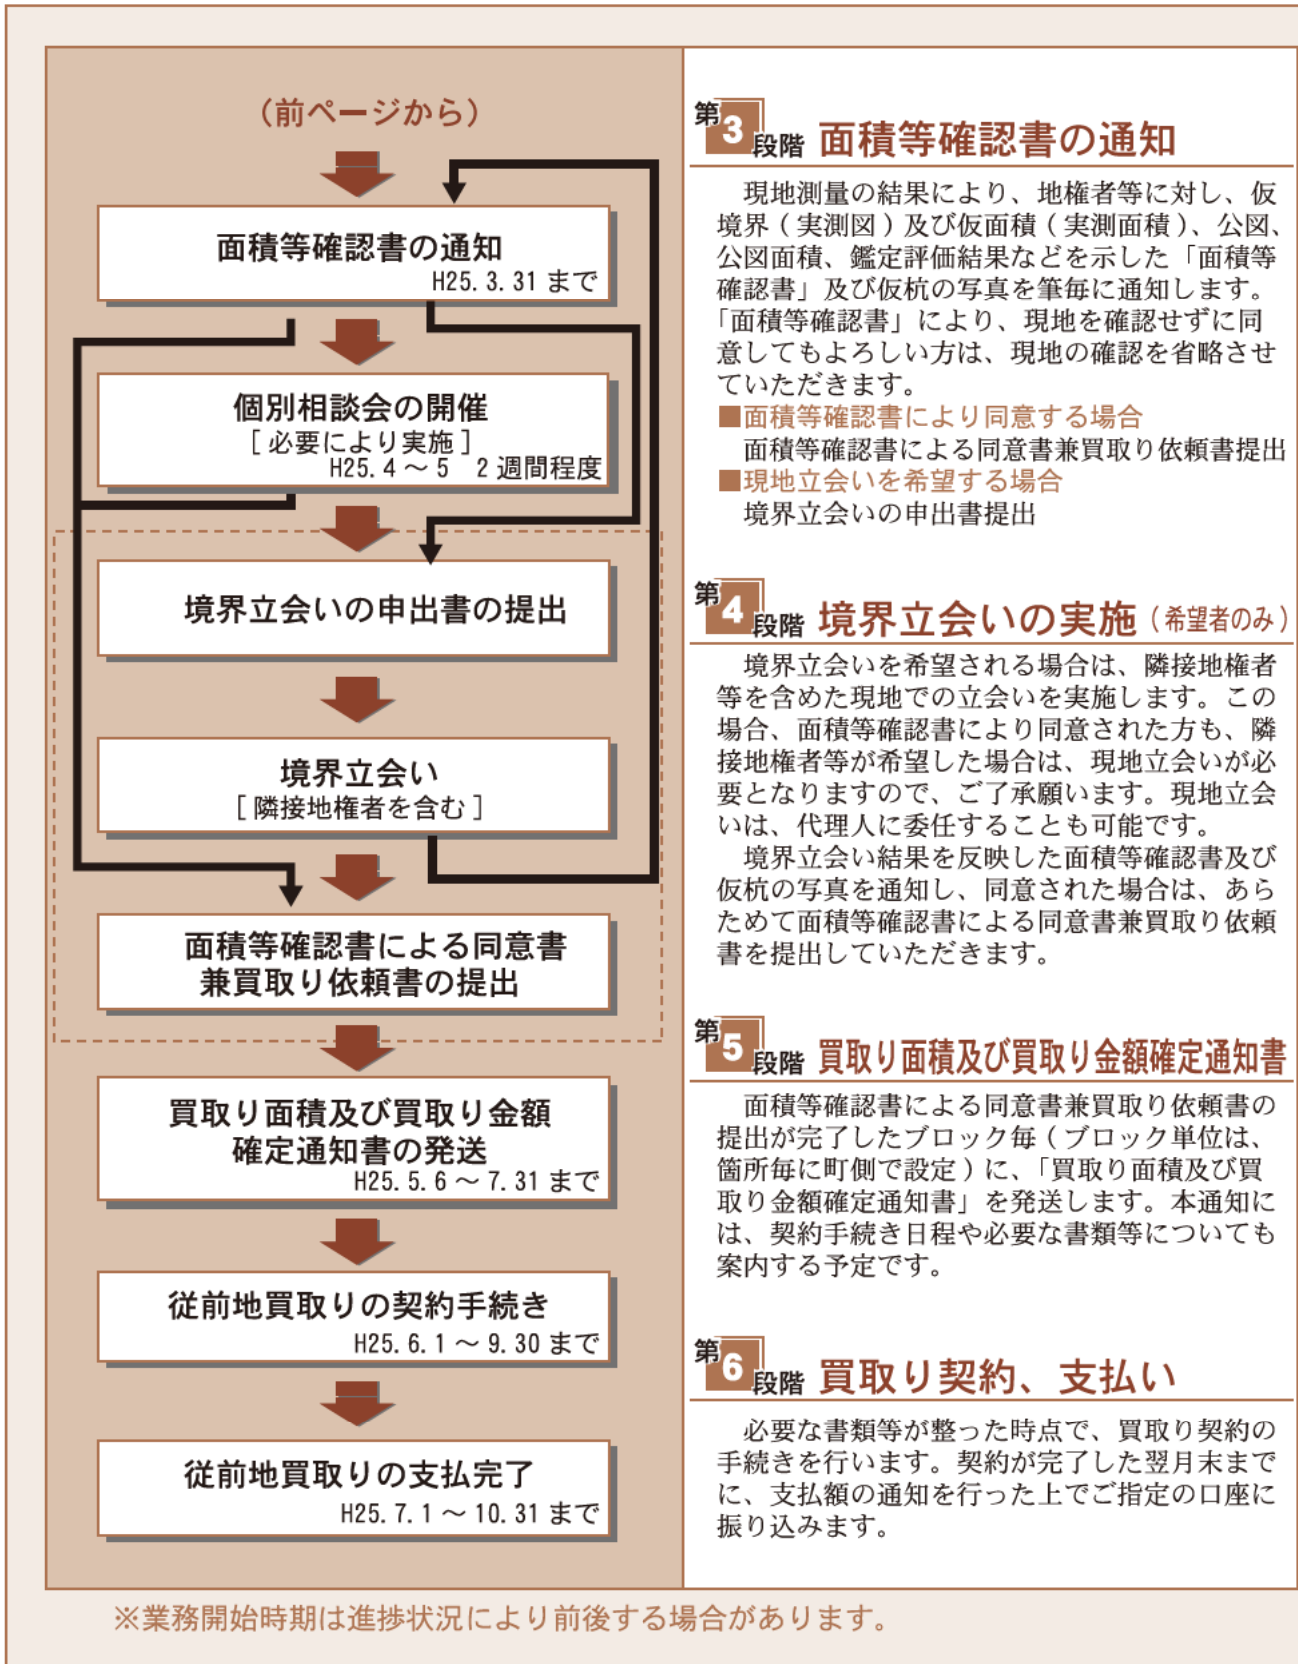 (前ページから)
面積等確認書の通知
H25.3.31 まで
個別相談会の開催
[ 必要により実施 ]
H25.4 ～ 5　2 週間程度
境界立会いの申出書の提出
境界立会い
[ 隣接地権者を含む ]
面積等確認書による同意書
兼買取り依頼書の提出
買取り面積及び買取り金額
確定通知書の発送
H25.5.6 ～ 7.31 まで
従前地買取りの契約手続き
H25.6.1 ～ 9.30 まで
従前地買取りの支払完了
H25.7.1 ～ 10.31 まで
第3段階 面積等確認書の通知
　現地測量の結果により、地権者等に対し、仮
境界（実測図）及び仮面積（実測面積）、公図、
公図面積、鑑定評価結果などを示した「面積等
確認書」及び仮杭の写真を筆毎に通知します。
「面積等確認書」により、現地を確認せずに同
意してもよろしい方は、現地の確認を省略させ
ていただきます。
■面積等確認書により同意する場合
　面積等確認書による同意書兼買取り依頼書提出
■現地立会いを希望する場合
　境界立会いの申出書提出
第4段階 境界立会いの実施（希望者のみ）
　境界立会いを希望される場合は、隣接地権者
等を含めた現地での立会いを実施します。この
場合、面積等確認書により同意された方も、隣
接地権者等が希望した場合は、現地立会いが必
要となりますので、ご了承願います。現地立会
いは、代理人に委任することも可能です。
　境界立会い結果を反映した面積等確認書及び
仮杭の写真を通知し、同意された場合は、あら
ためて面積等確認書による同意書兼買取り依頼
書を提出していただきます。
第5段階 買取り面積及び買取り金額確定通知書
　面積等確認書による同意書兼買取り依頼書の
提出が完了したブロック毎（ブロック単位は、
箇所毎に町側で設定）に、「買取り面積及び買
取り金額確定通知書」を発送します。本通知に
は、契約手続き日程や必要な書類等についても
案内する予定です。
第6段階 買取り契約、支払い
　必要な書類等が整った時点で、買取り契約の
手続きを行います。契約が完了した翌月末まで
に、支払額の通知を行った上でご指定の口座に
振り込みます。
※業務開始時期は進捗状況により前後する場合があります。